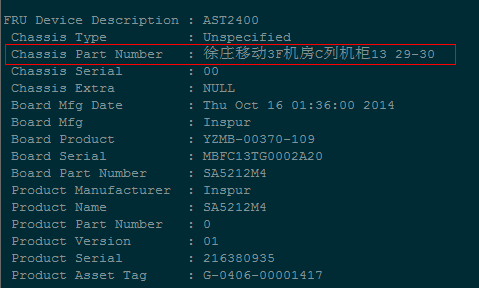 FRU Device Description : AST2400
Chassis Type : Unspecified
Chassis Part Number : 徐庄移动3F机房C列机柜13 29-30
Chassis Serial : 00
Chassis Extra : NULL
Board Mfg Date : Thu Oct 16 01:36:00 2014
Board Mfg : Inspur
Board Product : YZMB-00370-109
Board Serial : MBFC13TG0002A20
Board Part Number : SA5212M4
Product Manufacturer : Inspur
Product Name : SA5212M4
Product Part Number : 0
Product Version : 01
Product Serial : 216380935
Product Asset Tag : G-0406-00001417